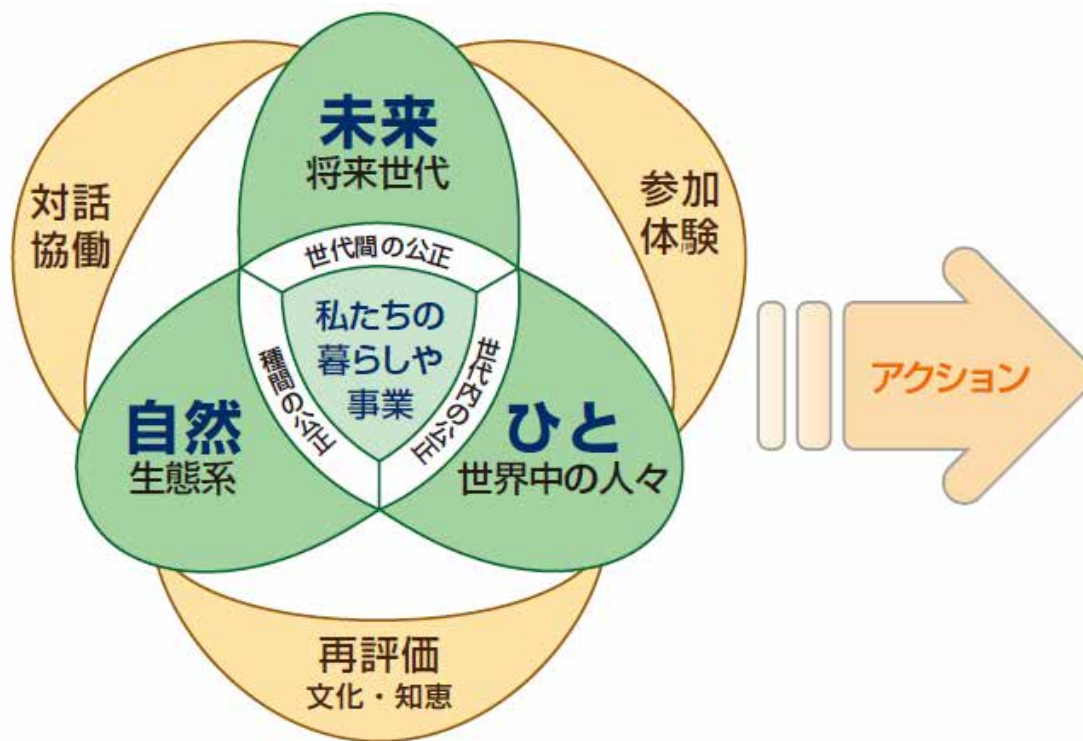 未来
将来世代
対話
協働
参加
体験
世代間の公正
私たちの
暮らしや
事業
種間の公正
世代内の公正
自然
生態系
ひと
世界中の人々
アクション
再評価
文化・知恵